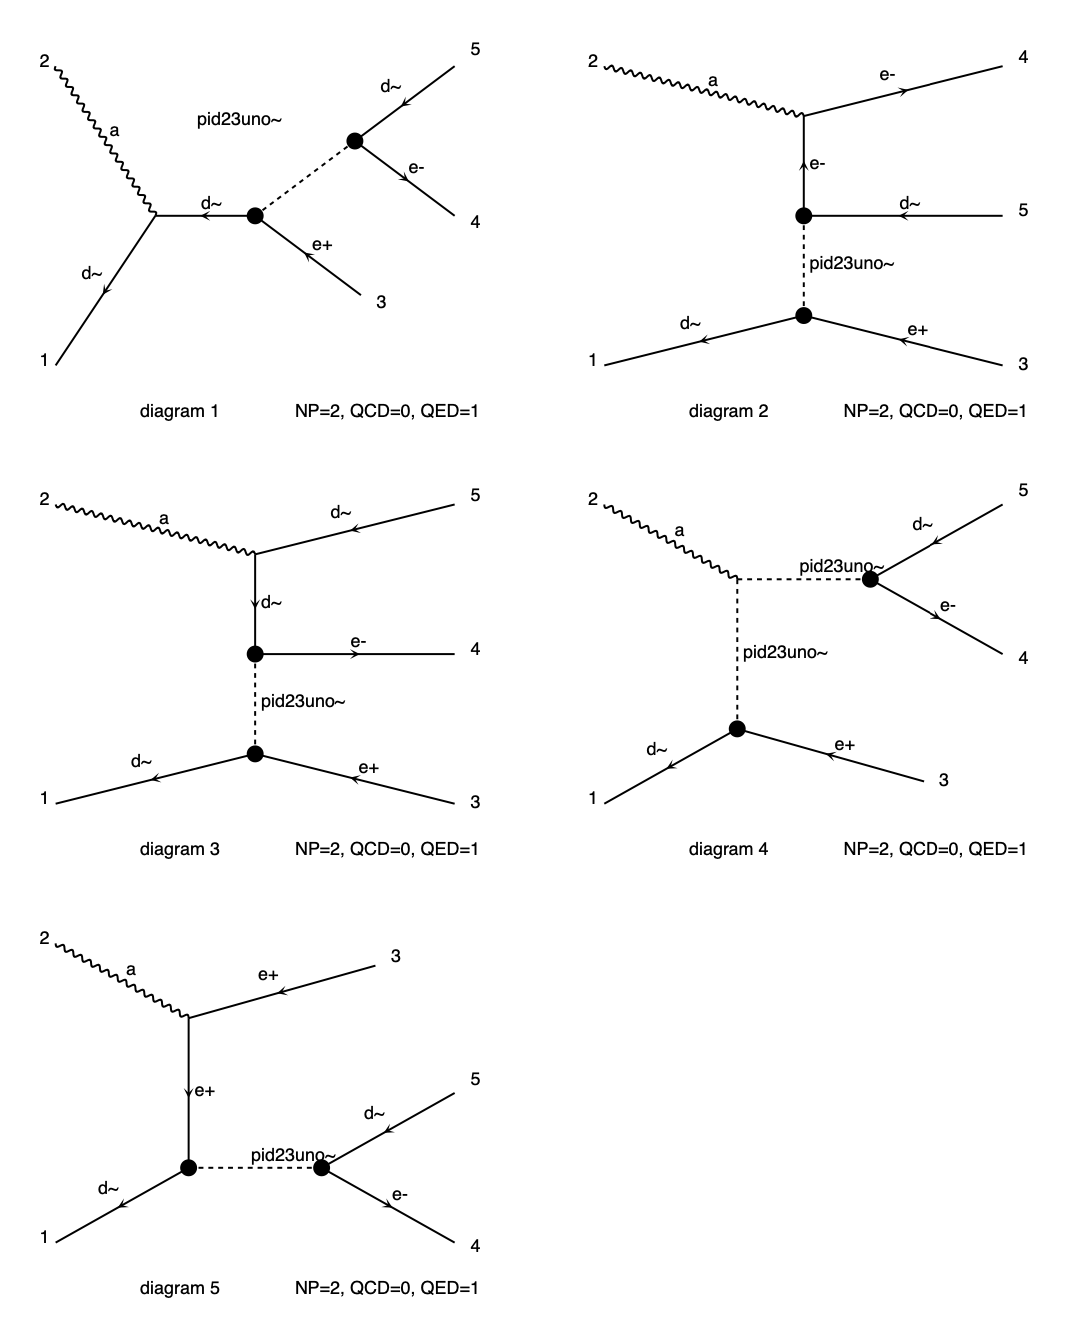 2
a
d~
1
d~
pid23uno~
d~
5
e-
4
e+
3
diagram 1 NP=2, QCD=0, QED=1
2
a
e-
4
e-
d~
5
pid23uno~
d~
1
e+
3
diagram 2 NP=2, QCD=0, QED=1
2
a
d~
5
d~
e-
4
pid23uno~
d~
1
e+
3
diagram 3 NP=2, QCD=0, QED=1
2
a
pid23uno~
d~
5
e-
4
pid23uno~
d~
1
e+
3
diagram 4 NP=2, QCD=0, QED=1
2
a
e+
3
e+
d~
5
pid23uno~
d~
1
e-
4
diagram 5 NP=2, QCD=0, QED=1